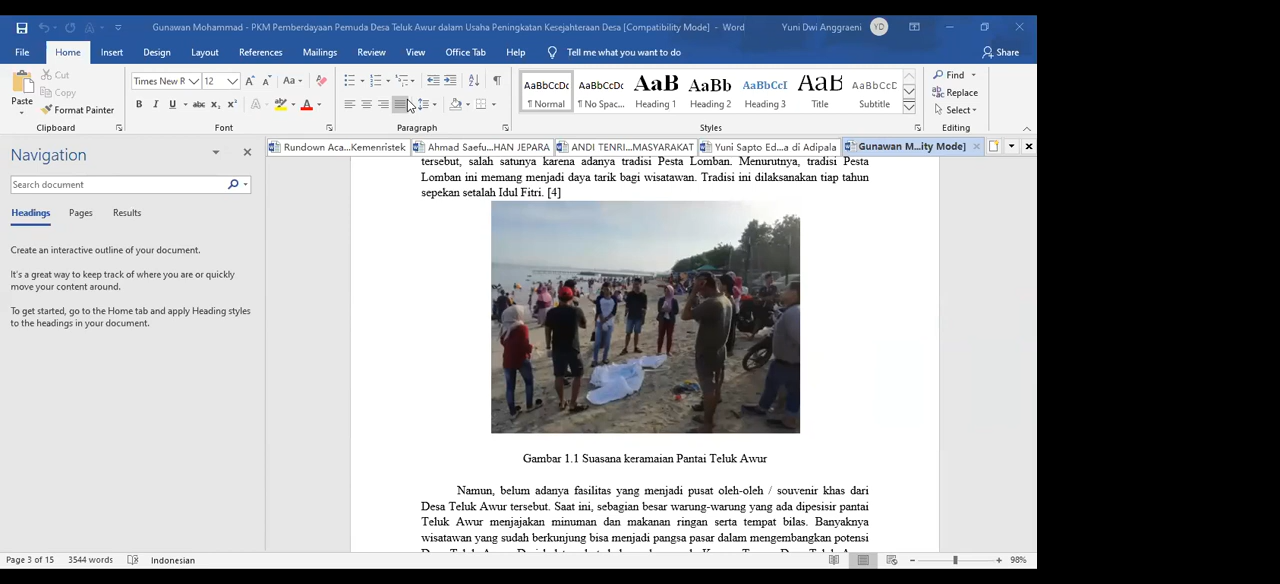 Gunawan Mohammad - PKM Pemberdayaan Pemuda Desa Teluk Awur dalam Usaha Peningkatan Kesejahteraan Desa [Compatibility Mode] - Word
Yuni Dwi Anggraeni
YD
File Home Insert Design Layout References Mailings Review View Office Tab Help Tell me what you want to do Share
Paste
Cut
Copy
Format Painter
Clipboard
Times New R 12
Aa
B I U abc x₂ x² A A
Font
Paragraph
AaBbCcDc AaBbCcDc AaB AaBb AaBbCcI AaB AaBbCcDc
¶ Normal ¶ No Spac... Heading 1 Heading 2 Heading 3 Title Subtitle
Styles
Find
Replace
Select
Editing
Navigation
Search document
Headings Pages Results
Create an interactive outline of your document.
It's a great way to keep track of where you are or quickly
move your content around.
To get started, go to the Home tab and apply Heading styles
to the headings in your document.
Rundown Aca...Kemenristek Ahmad Saefu...HAN JEPARA ANDI TENRI...MASYARAKAT Yuni Sapto Ed...a di Adipala Gunawan M...ity Mode]
tersebut, salah satunya karena adanya tradisi Pesta Lomban. Menurutnya, tradisi Pesta
Lomban ini memang menjadi daya tarik bagi wisatawan. Tradisi ini dilaksanakan tiap tahun
sepekan setalah Idul Fitri. [4]
Gambar 1.1 Suasana keramaian Pantai Teluk Awur
Namun, belum adanya fasilitas yang menjadi pusat oleh-oleh / souvenir khas dari
Desa Teluk Awur tersebut. Saat ini, sebagian besar warung-warung yang ada dipesisir pantai
Teluk Awur menjajakan minuman dan makanan ringan serta tempat bilas. Banyaknya
wisatawan yang sudah berkunjung bisa menjadi pangsa pasar dalam mengembangkan potensi
Page 3 of 15 3544 words Indonesian
98%